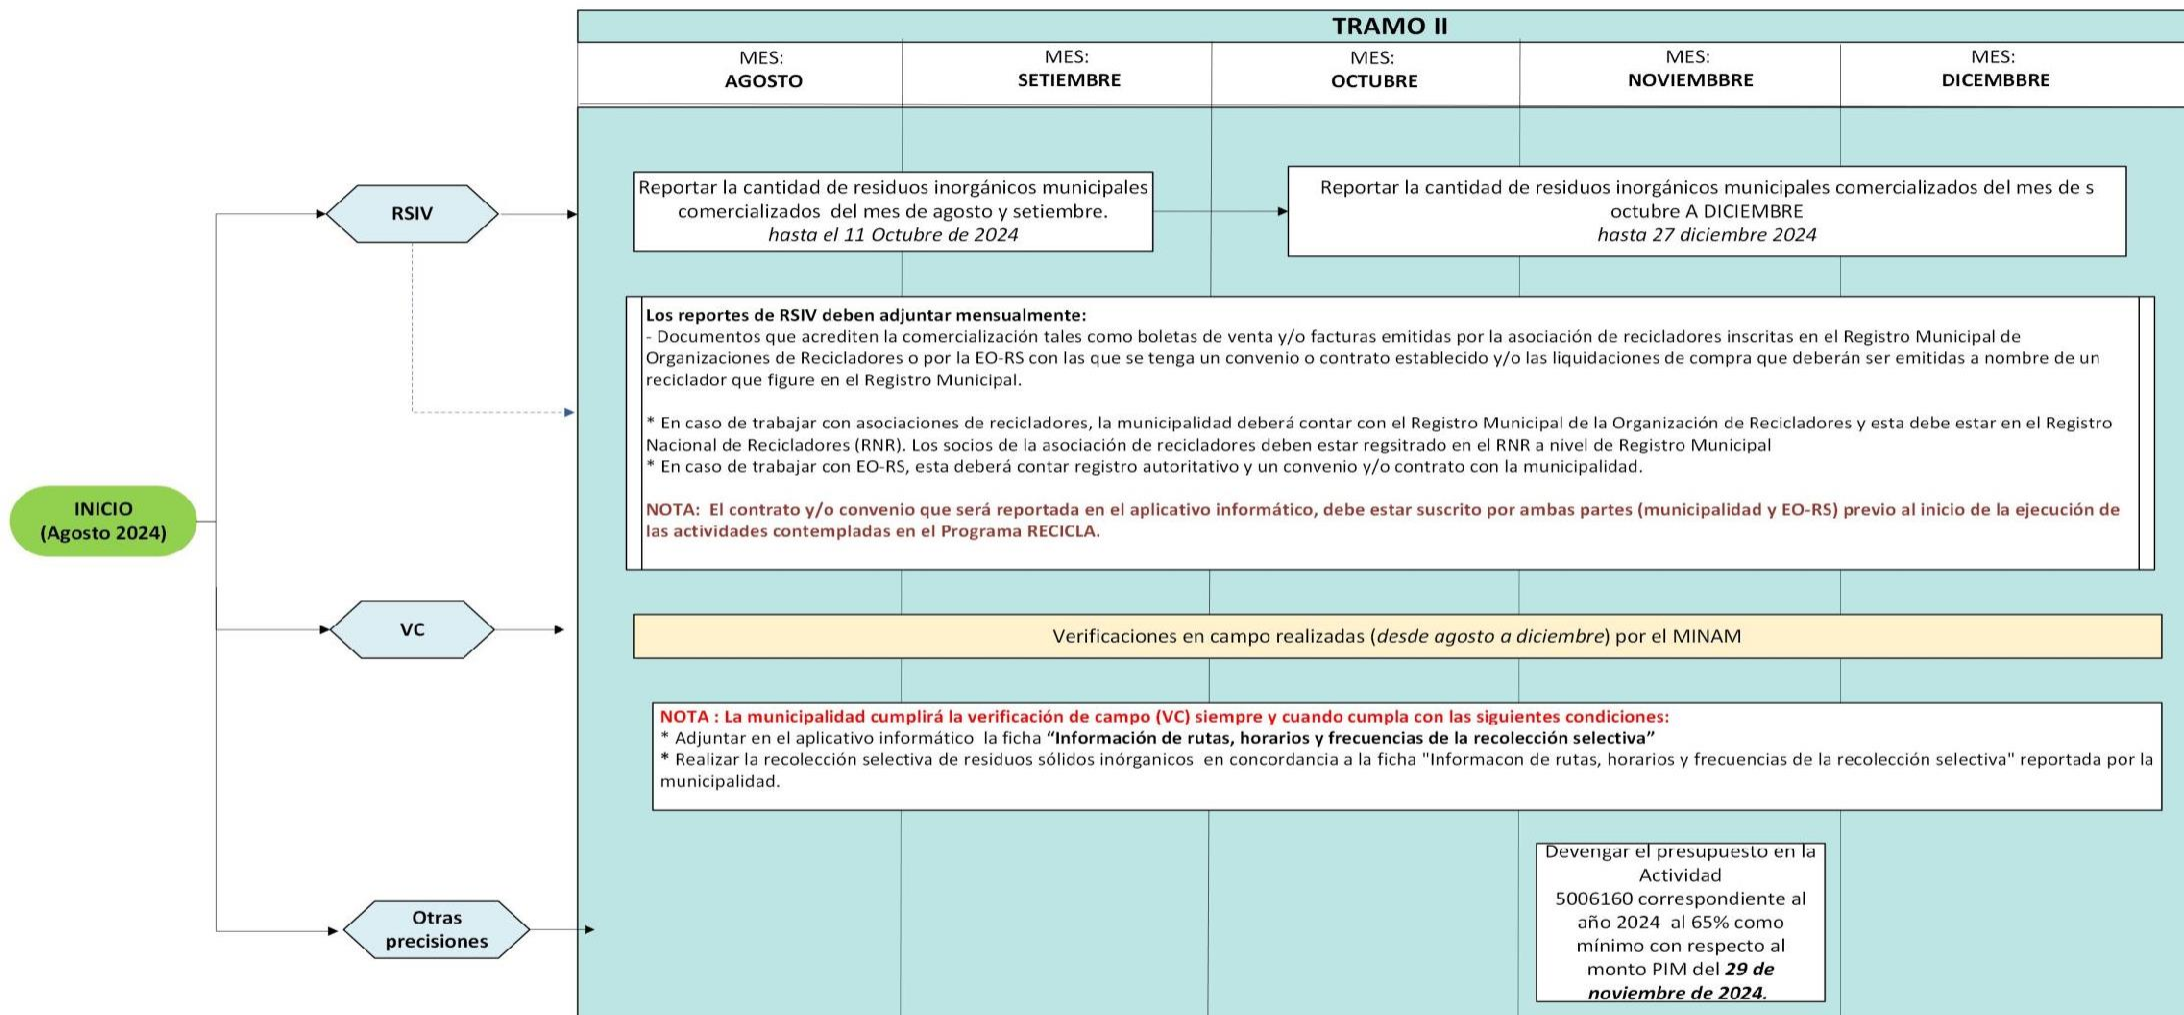 TRAMO II
MES:
AGOSTO
MES:
SETIEMBRE
MES:
OCTUBRE
MES:
NOVIEMBBRE
MES:
DICEMBBRE
RSIV
Reportar la cantidad de residuos inorgánicos municipales
comercializados del mes de agosto y setiembre.
hasta el 11 Octubre de 2024
Reportar la cantidad de residuos inorgánicos municipales comercializados del mes de s
octubre A DICIEMBRE
hasta 27 diciembre 2024
Los reportes de RSIV deben adjuntar mensualmente:
- Documentos que acrediten la comercialización tales como boletas de venta y/o facturas emitidas por la asociación de recicladores inscritas en el Registro Municipal de
Organizaciones de Recicladores o por la EO-RS con las que se tenga un convenio o contrato establecido y/o las liquidaciones de compra que deberán ser emitidas a nombre de un
reciclador que figure en el Registro Municipal.
* En caso de trabajar con asociaciones de recicladores, la municipalidad deberá contar con el Registro Municipal de la Organización de Recicladores y esta debe estar en el Registro
Nacional de Recicladores (RNR). Los socios de la asociación de recicladores deben estar regsitrado en el RNR a nivel de Registro Municipal
* En caso de trabajar con EO-RS, esta deberá contar registro autoritativo y un convenio y/o contrato con la municipalidad.
NOTA: El contrato y/o convenio que será reportada en el aplicativo informático, debe estar suscrito por ambas partes (municipalidad y EO-RS) previo al inicio de la ejecución de
las actividades contempladas en el Programa RECICLA.
INICIO
(Agosto 2024)
VC
Verificaciones en campo realizadas (desde agosto a diciembre) por el MINAM
NOTA : La municipalidad cumplirá la verificación de campo (VC) siempre y cuando cumpla con las siguientes condiciones:
* Adjuntar en el aplicativo informático la ficha “Información de rutas, horarios y frecuencias de la recolección selectiva”
* Realizar la recolección selectiva de residuos sólidos inórganicos en concordancia a la ficha "Informacon de rutas, horarios y frecuencias de la recolección selectiva" reportada por la
municipalidad.
Otras
precisiones
Devengar el presupuesto en la
Actividad
5006160 correspondiente al
año 2024 al 65% como
mínimo con respecto al
monto PIM del 29 de
noviembre de 2024.